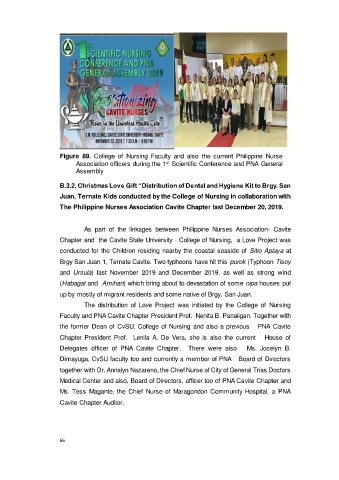 1ST
SCIENTIFIC NURSING
CONFERENCE AND PNA
GENERAL ASSEMBLY 2019
Revolutionizing
CAVITE NURSES
"Role in the Universal Health Care"
Figure 89. College of Nursing Faculty and also the current Philippine Nurse
Association officers during the 1st Scientific Conference and PNA General
Assembly
B.3.2. Christmas Love Gift "Distribution of Dental and Hygiene Kit to Brgy. San
Juan, Ternate Kids conducted by the College of Nursing in Collaboration with
The Philippine Nurses Association Cavite Chapter last December 20, 2019.
As part of the linkages between Philippine Nurses Association- Cavite
Chapter and the Cavite State University - College of Nursing, a Love Project was
conducted for the Children residing nearby the coastal seaside of Sitio Aplaya at
Brgy San Juan 1, Ternate Cavite. Two typhoons have hit this purok (Typhoon Tisoy
and Ursula) last November 2019 and December 2019, as well as strong wind
(Habagat and Amihan) which bring about to devastation of some nipa houses put
up by mostly of migrant residents and some native of Brgy. San Juan.
The distribution of Love Project was initiated by the College of Nursing
Faculty and PNA Cavite Chapter President Prof. Nenita B. Panaligan. Together with
the former Dean of CvSU, College of Nursing and also a previous PNA Cavite
Chapter President Prof. Lenila A. De Vera, she is also the current House of
Delegates officer of PNA Cavite Chapter. There were also Ms. Jocelyn B.
Dimayuga, CvSU faculty too and currently a member of PNA Board of Directors
together with Dr. Annalyn Nazareno, the Chief Nurse of City of General Trias Doctors
Medical Center and also, Board of Directors, officer too of PNA Cavite Chapter and
Ms. Tess Magante, the Chief Nurse of Maragondon Community Hospital, a PNA
Cavite Chapter Auditor.
66